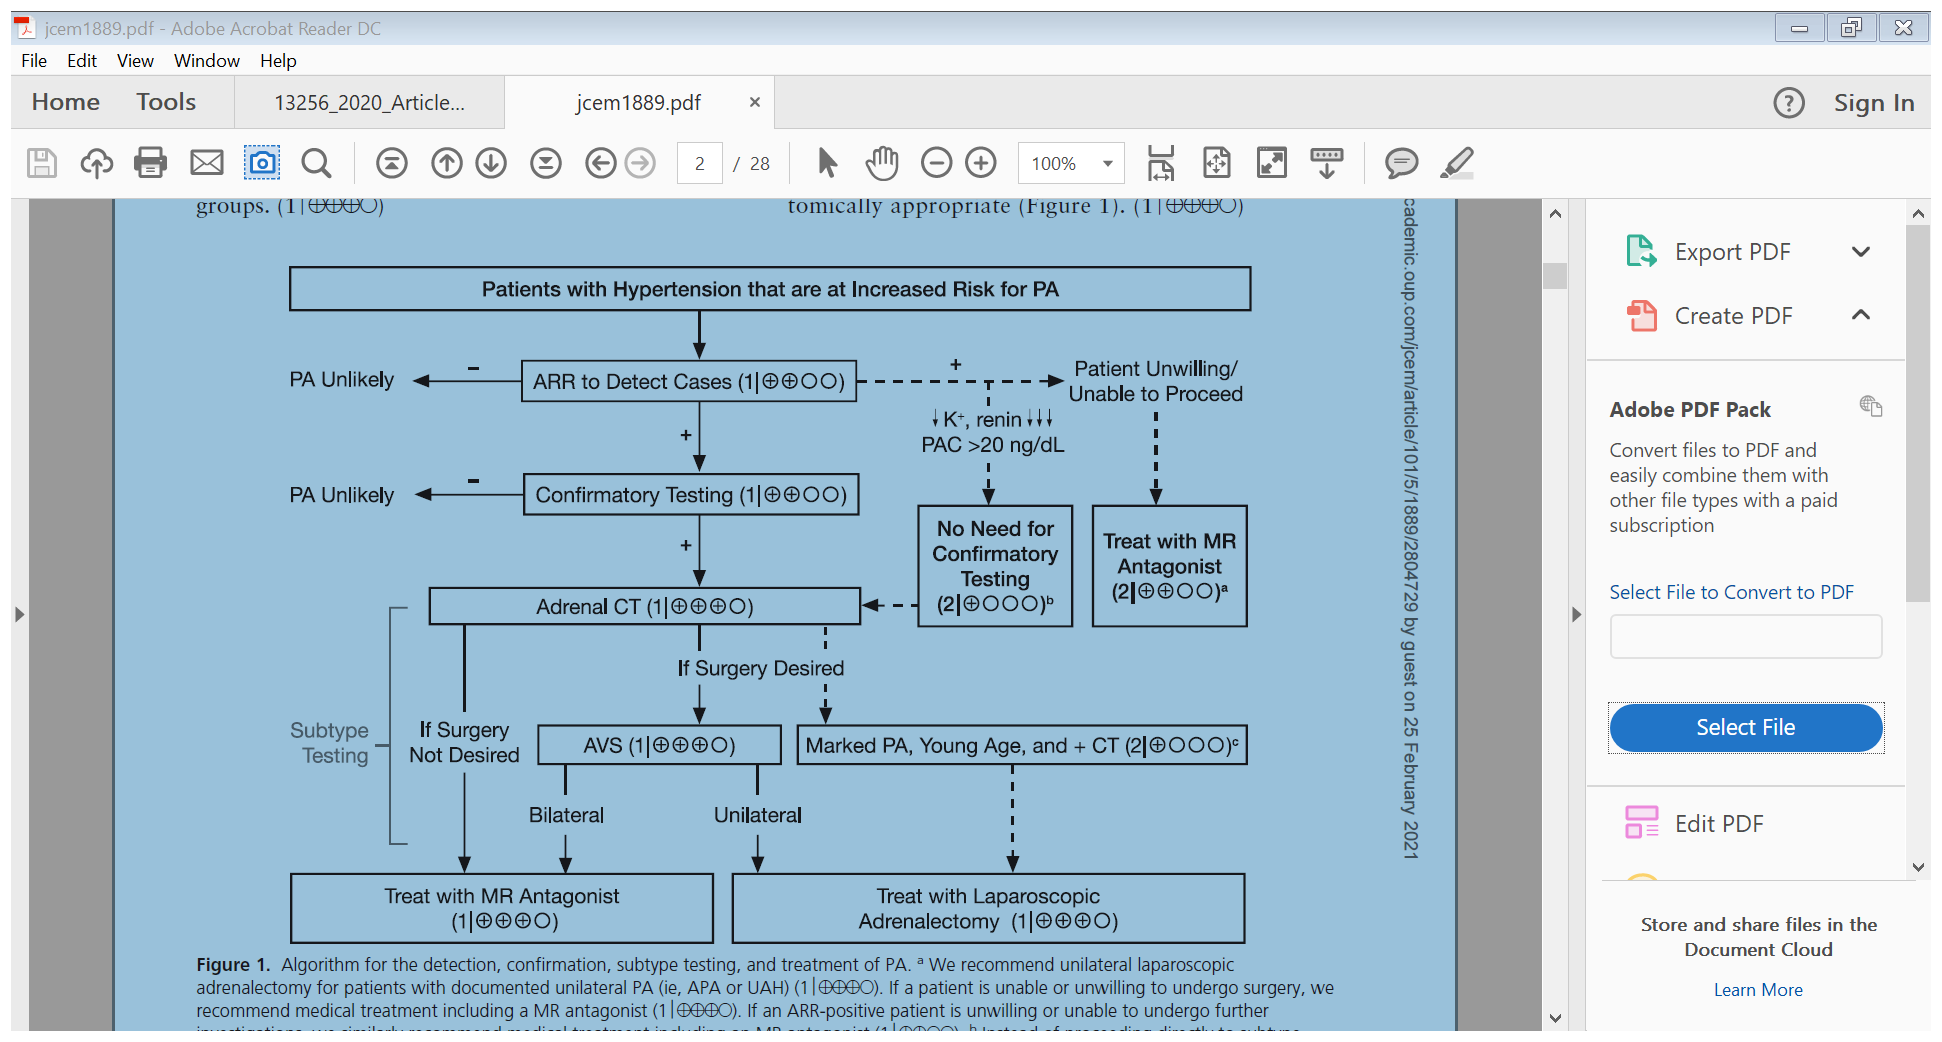 jcem1889.pdf - Adobe Acrobat Reader DC
File Edit View Window Help
Home Tools 13256_2020_Article... jcem1889.pdf × ? Sign In
2 / 28 100%
groups. (1|⊕⊕⊕○)
tomically appropriate (Figure 1). (1|⊕⊕⊕○)
Patients with Hypertension that are at Increased Risk for PA
PA Unlikely
–
ARR to Detect Cases (1|⊕⊕○○)
+
Patient Unwilling/
Unable to Proceed
↓K+, renin↓↓↓
PAC >20 ng/dL
+
PA Unlikely
–
Confirmatory Testing (1|⊕⊕○○)
No Need for
Confirmatory
Testing
(2|⊕○○○)b
Treat with MR
Antagonist
(2|⊕⊕○○)a
+
Adrenal CT (1|⊕⊕⊕○)
If Surgery Desired
Subtype
Testing
If Surgery
Not Desired
AVS (1|⊕⊕⊕○)
Marked PA, Young Age, and + CT (2|⊕○○○)c
Bilateral
Unilateral
Treat with MR Antagonist
(1|⊕⊕⊕○)
Treat with Laparoscopic
Adrenalectomy (1|⊕⊕⊕○)
Figure 1. Algorithm for the detection, confirmation, subtype testing, and treatment of PA. a We recommend unilateral laparoscopic
adrenalectomy for patients with documented unilateral PA (ie, APA or UAH) (1|⊕⊕⊕○). If a patient is unable or unwilling to undergo surgery, we
recommend medical treatment including a MR antagonist (1|⊕⊕⊕○). If an ARR-positive patient is unwilling or unable to undergo further
cademic.oup.com/jcem/article/101/5/1889/2804729 by guest on 25 February 2021
Export PDF
Create PDF
Adobe PDF Pack
Convert files to PDF and
easily combine them with
other file types with a paid
subscription
Select File to Convert to PDF
Select File
Edit PDF
Store and share files in the
Document Cloud
Learn More